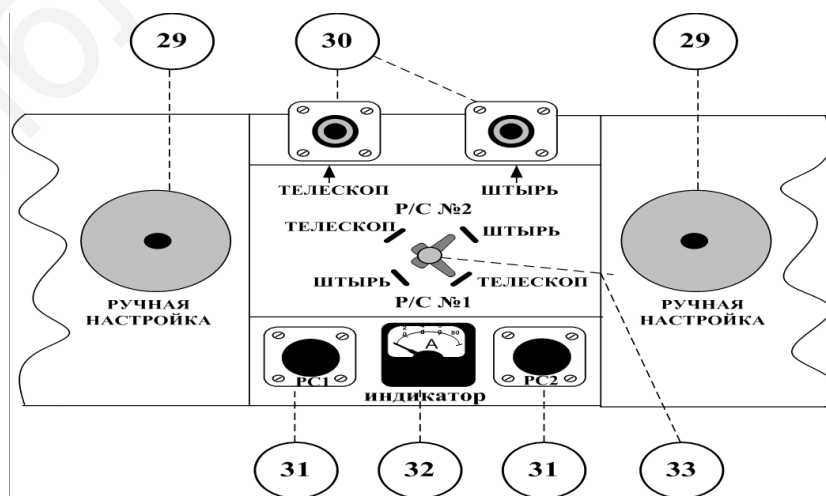 29 30 29
ТЕЛЕСКОП ШТЫРЬ
Р/С №2
ТЕЛЕСКОП ШТЫРЬ
ШТЫРЬ ТЕЛЕСКОП
Р/С №1
РУЧНАЯ
НАСТРОЙКА
РУЧНАЯ
НАСТРОЙКА
А
РС1 РС2
индикатор
31 32 31 33